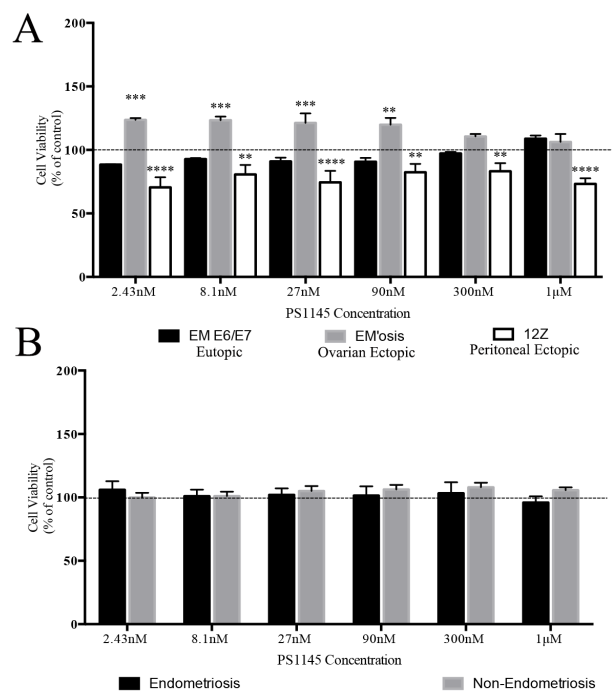 A
200
150
100
50
0
Cell Viability
(% of control)
*** *** *** **
**** ** **** ** ** ****
2.43nM 8.1nM 27nM 90nM 300nM 1µM
PS1145 Concentration
EM E6/E7 EM'osis 12Z
Eutopic Ovarian Ectopic Peritoneal Ectopic
B
200
150
100
50
0
Cell Viability
(% of control)
2.43nM 8.1nM 27nM 90nM 300nM 1µM
PS1145 Concentration
Endometriosis Non-Endometriosis